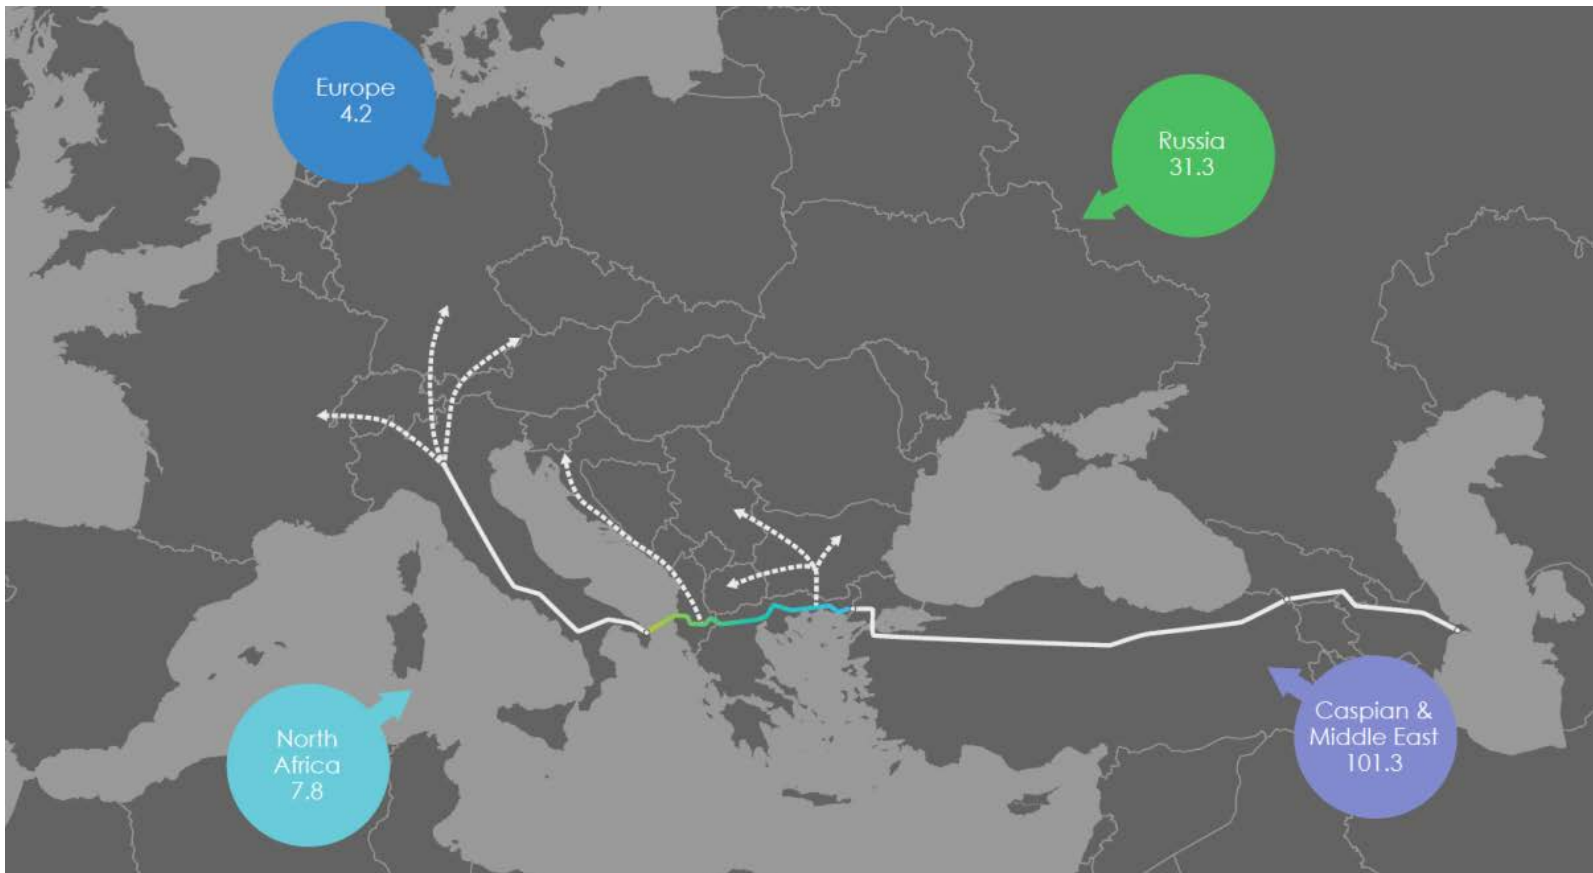 Europe
4.2
Russia
31.3
North
Africa
7.8
Caspian &
Middle East
101.3